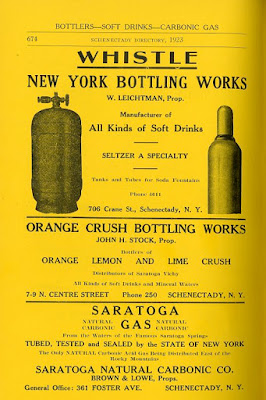 BOTTLERS—SOFT DRINKS—CARBONIC GAS
674 SCHENECTADY DIRECTORY, 1923
WHISTLE
NEW YORK BOTTLING WORKS
W. LEICHTMAN, Prop.
Manufacturer of
All Kinds of Soft Drinks
SELTZER A SPECIALTY
Tanks and Tubes for Soda Fountains
Phone
706 Crane St., Schenectady, N. Y.
ORANGE CRUSH BOTTLING WORKS
JOHN H. STOCK, Prop.
Bottlers of
ORANGE LEMON AND LIME CRUSH
Distributors of Saratoga Vichy
All Kinds of Soft Drinks and Mineral Waters
7-9 N. CENTRE STREET Phone 250 SCHENECTADY, N. Y.
SARATOGA
NATURAL CARBONIC GAS NATURAL CARBONIC
From the Waters of the Famous Saratoga Springs
TUBED, TESTED and SEALED by the STATE OF NEW YORK
The Only NATURAL Carbonic Acid Gas Being Distributed East of the
Rocky Mountains
SARATOGA NATURAL CARBONIC CO.
BROWN & LOWE, Props.
General Office: 361 FOSTER AVE. SCHENECTADY, N. Y.